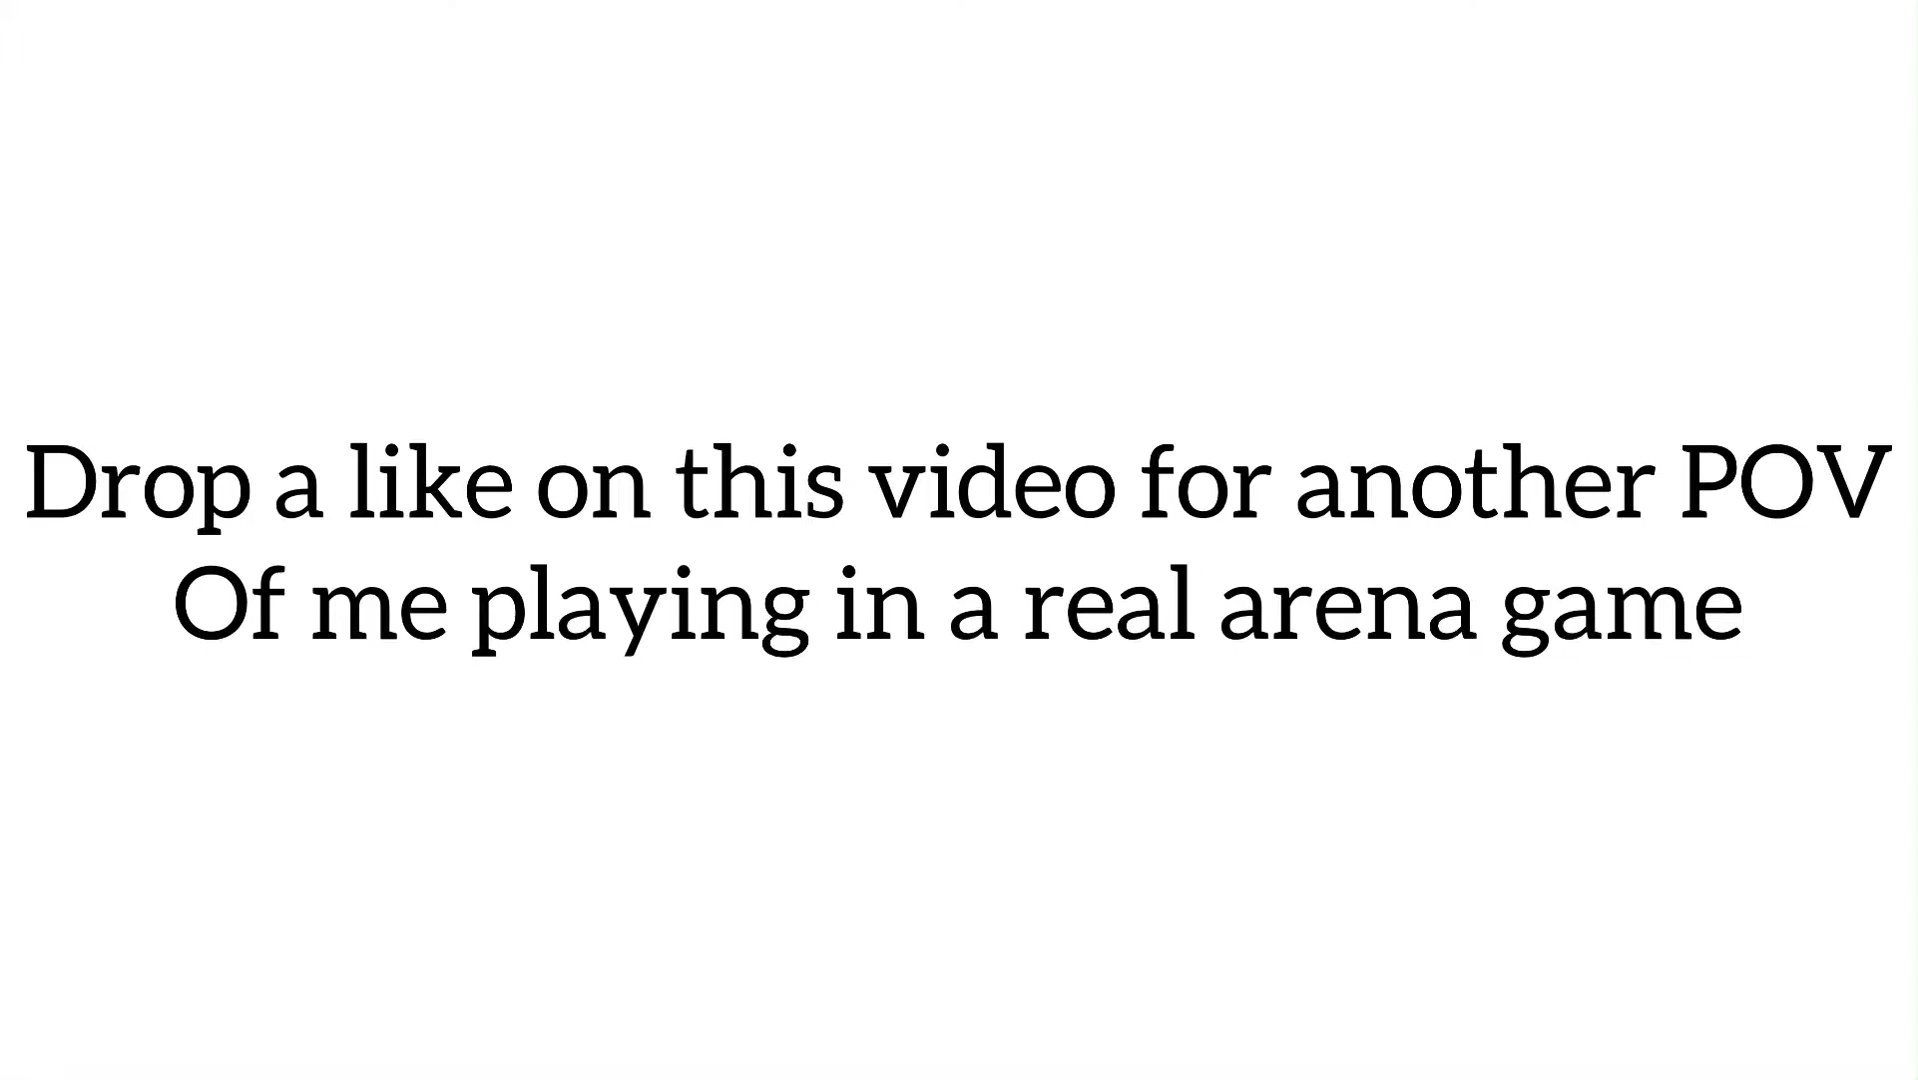 Drop a like on this video for another POV
Of me playing in a real arena game